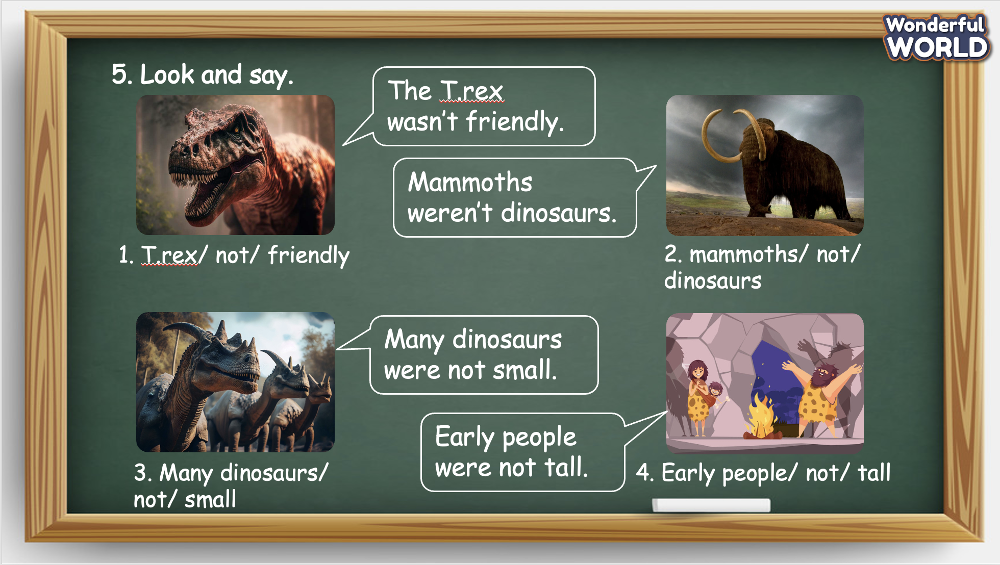 Wonderful
WORLD
5. Look and say.
The T.rex
wasn't friendly.
Mammoths
weren't dinosaurs.
1. T.rex/ not/ friendly
2. mammoths/ not/
dinosaurs
Many dinosaurs
were not small.
Early people
were not tall.
3. Many dinosaurs/
not/ small
4. Early people/ not/ tall